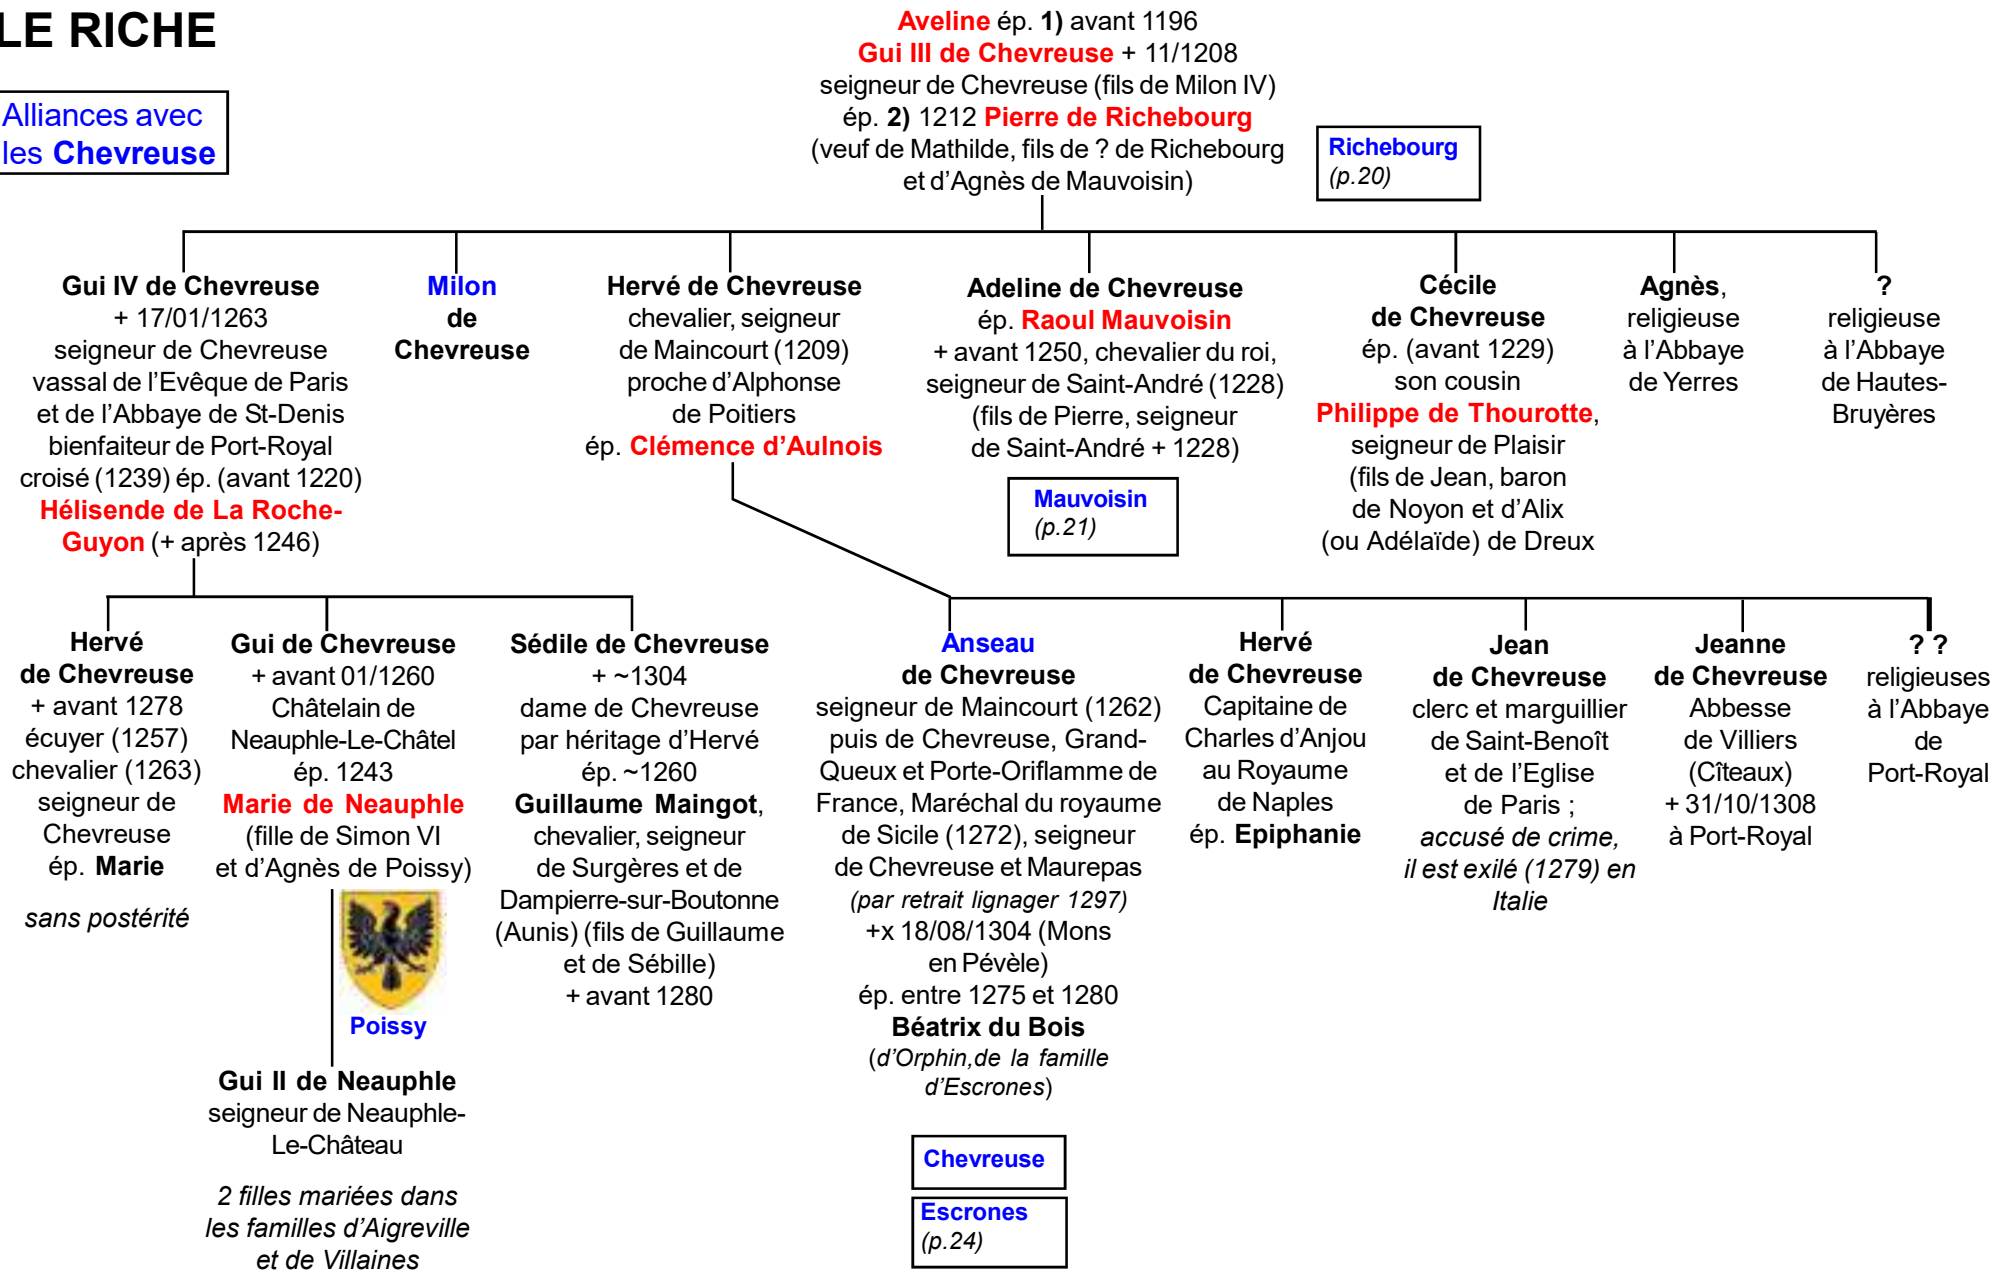 LE RICHE
Alliances avec
les Chevreuse
Aveline ép. 1) avant 1196
Gui III de Chevreuse + 11/1208
seigneur de Chevreuse (fils de Milon IV)
ép. 2) 1212 Pierre de Richebourg
(veuf de Mathilde, fils de ? de Richebourg
et d’Agnès de Mauvoisin)
Richebourg
(p.20)
Gui IV de Chevreuse
+ 17/01/1263
seigneur de Chevreuse
vassal de l’Evêque de Paris
et de l’Abbaye de St-Denis
bienfaiteur de Port-Royal
croisé (1239) ép. (avant 1220)
Hélisende de La Roche-
Guyon (+ après 1246)
Milon
de
Chevreuse
Hervé de Chevreuse
chevalier, seigneur
de Maincourt (1209)
proche d’Alphonse
de Poitiers
ép. Clémence d’Aulnois
Adeline de Chevreuse
ép. Raoul Mauvoisin
+ avant 1250, chevalier du roi,
seigneur de Saint-André (1228)
(fils de Pierre, seigneur
de Saint-André + 1228)
Mauvoisin
(p.21)
Cécile
de Chevreuse
ép. (avant 1229)
son cousin
Philippe de Thourotte,
seigneur de Plaisir
(fils de Jean, baron
de Noyon et d’Alix
(ou Adélaïde) de Dreux
Agnès,
religieuse
à l’Abbaye
de Yerres
?
religieuse
à l’Abbaye
de Hautes-
Bruyères
Hervé
de Chevreuse
+ avant 1278
écuyer (1257)
chevalier (1263)
seigneur de
Chevreuse
ép. Marie
sans postérité
Gui de Chevreuse
+ avant 01/1260
Châtelain de
Neauphle-Le-Châtel
ép. 1243
Marie de Neauphle
(fille de Simon VI
et d’Agnès de Poissy)
Poissy
Gui II de Neauphle
seigneur de Neauphle-
Le-Château
2 filles mariées dans
les familles d’Aigreville
et de Villaines
Sédile de Chevreuse
+ ~1304
dame de Chevreuse
par héritage d’Hervé
ép. ~1260
Guillaume Maingot,
chevalier, seigneur
de Surgères et de
Dampierre-sur-Boutonne
(Aunis) (fils de Guillaume
et de Sébille)
+ avant 1280
Anseau
de Chevreuse
seigneur de Maincourt (1262)
puis de Chevreuse, Grand-
Queux et Porte-Oriflamme de
France, Maréchal du royaume
de Sicile (1272), seigneur
de Chevreuse et Maurepas
(par retrait lignager 1297)
+x 18/08/1304 (Mons
en Pévèle)
ép. entre 1275 et 1280
Béatrix du Bois
(d’Orphin,de la famille
d’Escrones)
Chevreuse
Escrones
(p.24)
Hervé
de Chevreuse
Capitaine de
Charles d’Anjou
au Royaume
de Naples
ép. Epiphanie
Jean
de Chevreuse
clerc et marguillier
de Saint-Benoît
et de l’Eglise
de Paris ;
accusé de crime,
il est exilé (1279) en
Italie
Jeanne
de Chevreuse
Abbesse
de Villiers
(Cîteaux)
+ 31/10/1308
à Port-Royal
? ?
religieuses
à l’Abbaye
de
Port-Royal